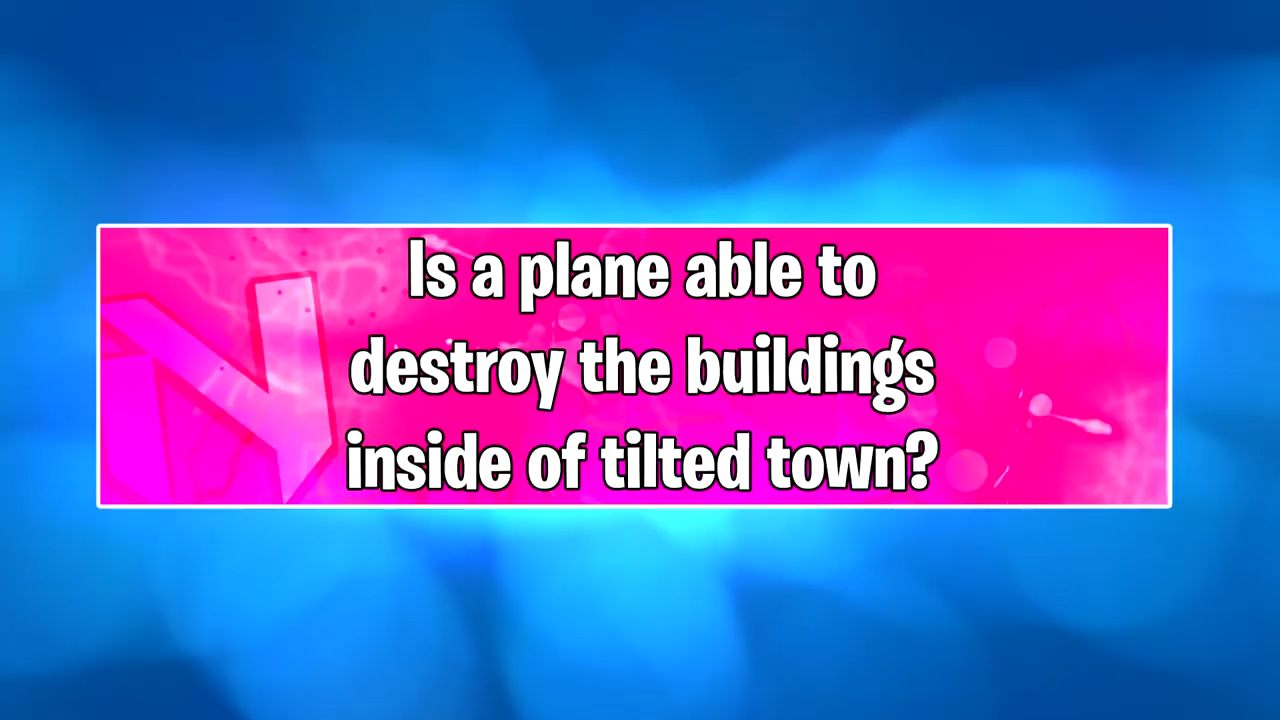 Is a plane able to
destroy the buildings
inside of tilted town?